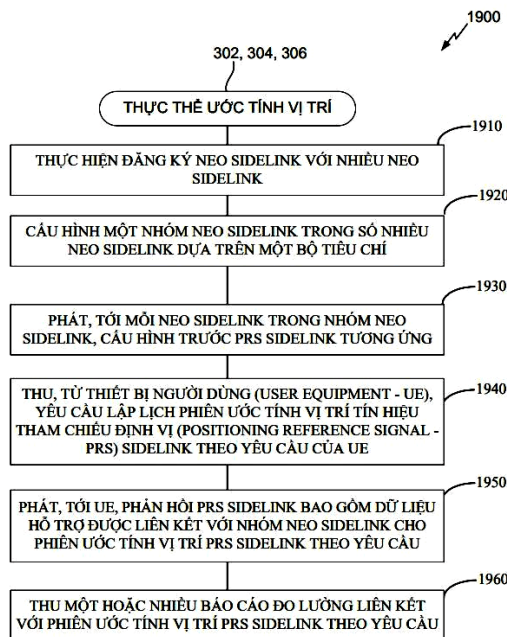 1900
302, 304, 306
THỰC THỂ ƯỚC TÍNH VỊ TRÍ
1910
THỰC HIỆN ĐĂNG KÝ NEO SIDELINK VỚI NHIỀU NEO
SIDELINK
1920
CẤU HÌNH MỘT NHÓM NEO SIDELINK TRONG SỐ NHIỀU
NEO SIDELINK DỰA TRÊN MỘT BỘ TIÊU CHÍ
1930
PHÁT, TỚI MỖI NEO SIDELINK TRONG NHÓM NEO
SIDELINK, CẤU HÌNH TRƯỚC PRS SIDELINK TƯƠNG ỨNG
1940
THU, TỪ THIẾT BỊ NGƯỜI DÙNG (USER EQUIPMENT - UE),
YÊU CẦU LẬP LỊCH PHIÊN ƯỚC TÍNH VỊ TRÍ TÍN HIỆU
THAM CHIẾU ĐỊNH VỊ (POSITIONING REFERENCE SIGNAL -
PRS) SIDELINK THEO YÊU CẦU CỦA UE
1950
PHÁT, TỚI UE, PHẢN HỒI PRS SIDELINK BAO GỒM DỮ LIỆU
HỖ TRỢ ĐƯỢC LIÊN KẾT VỚI NHÓM NEO SIDELINK CHO
PHIÊN ƯỚC TÍNH VỊ TRÍ PRS SIDELINK THEO YÊU CẦU
1960
THU MỘT HOẶC NHIỀU BÁO CÁO ĐO LƯỜNG LIÊN KẾT
VỚI PHIÊN ƯỚC TÍNH VỊ TRÍ PRS SIDELINK THEO YÊU CẦU